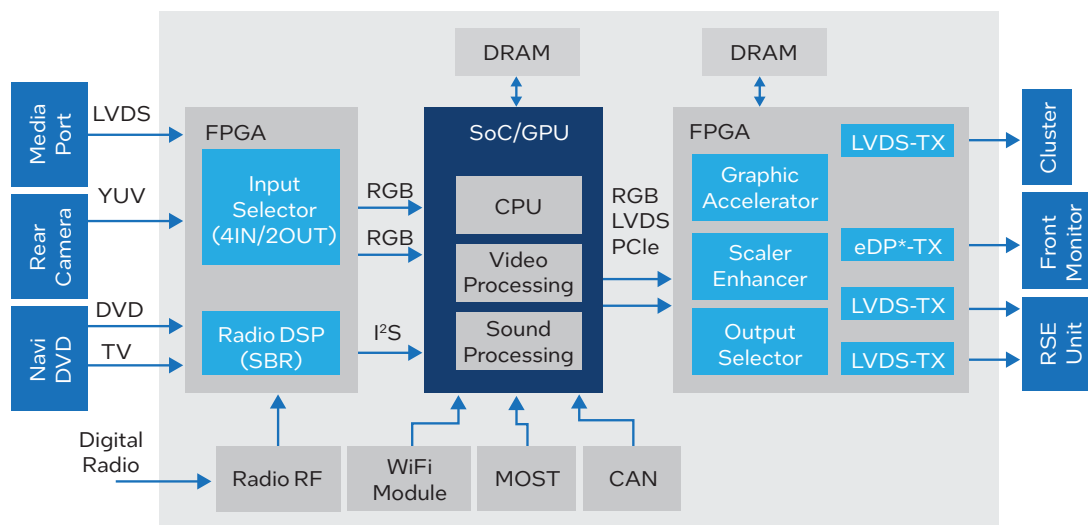 DRAM
DRAM
Media
Port
LVDS
Rear
Camera
YUV
Navi
DVD
DVD
TV
Digital
Radio
FPGA
Input
Selector
(4IN/2OUT)
Radio DSP
(SBR)
RGB
RGB
I²S
SoC/GPU
CPU
Video
Processing
Sound
Processing
RGB
LVDS
PCIe
FPGA
Graphic
Accelerator
Scaler
Enhancer
Output
Selector
LVDS-TX
eDP*-TX
LVDS-TX
LVDS-TX
Cluster
Front
Monitor
RSE
Unit
Radio RF
WiFi
Module
MOST
CAN